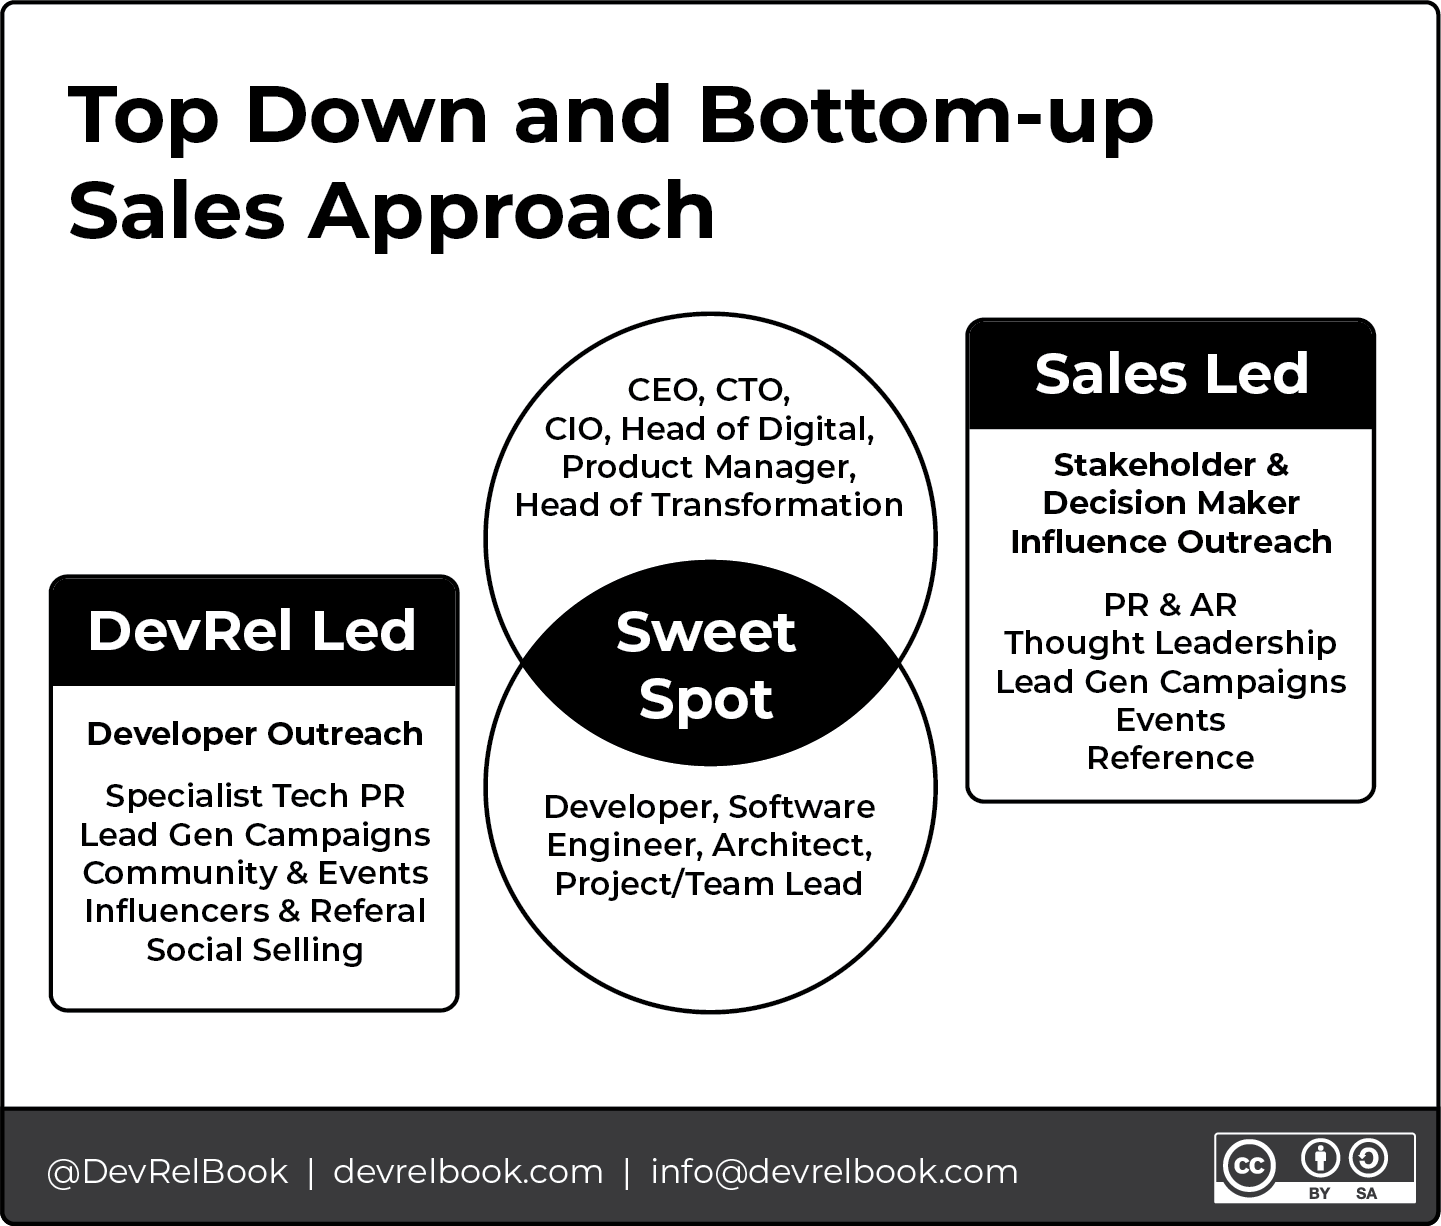 Top Down and Bottom-up
Sales Approach
CEO, CTO,
CIO, Head of Digital,
Product Manager,
Head of Transformation
Sweet
Spot
Developer, Software
Engineer, Architect,
Project/Team Lead
DevRel Led
Developer Outreach
Specialist Tech PR
Lead Gen Campaigns
Community & Events
Influencers & Referal
Social Selling
Sales Led
Stakeholder &
Decision Maker
Influence Outreach
PR & AR
Thought Leadership
Lead Gen Campaigns
Events
Reference
@DevRelBook | devrelbook.com | info@devrelbook.com
cc
BY SA